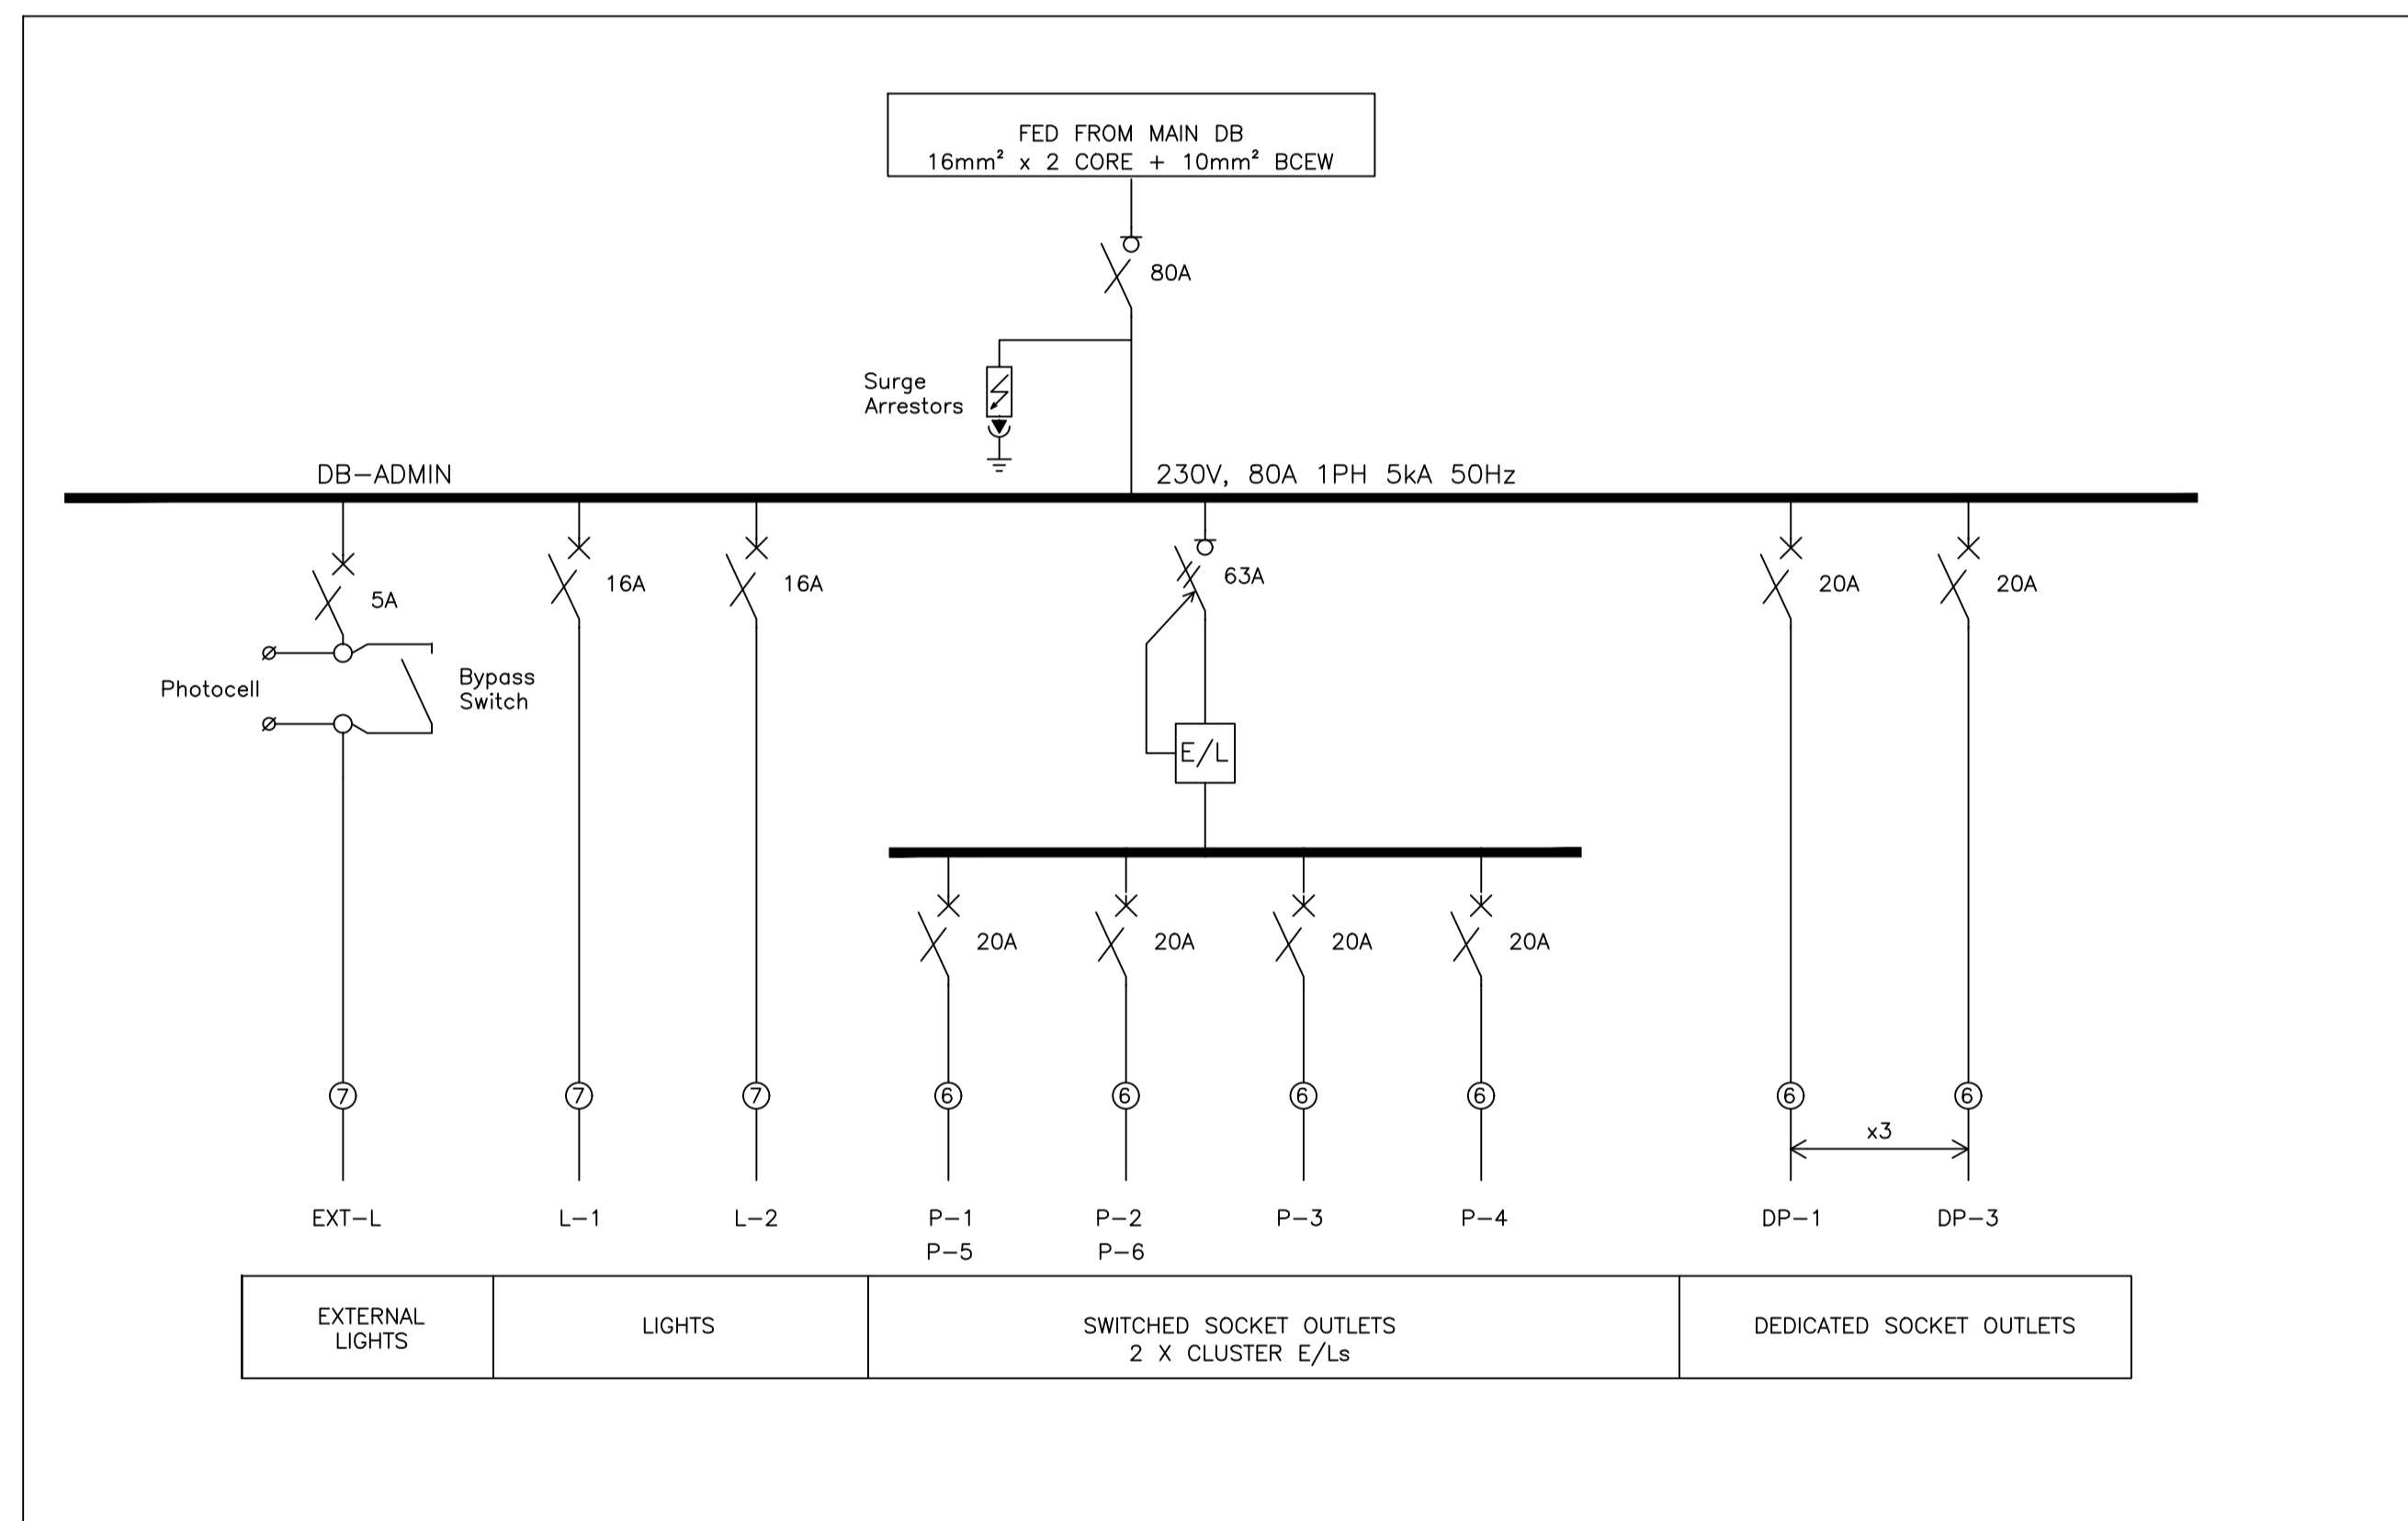 FED FROM MAIN DB
16mm² x 2 CORE + 10mm² BCEW
80A
Surge
Arrestors
DB-ADMIN
230V, 80A 1PH 5kA 50Hz
5A
16A
16A
63A
20A
20A
Photocell
Bypass
Switch
E/L
20A
20A
20A
20A
7
7
7
6
6
6
6
6
6
x3
EXT-L
L-1
L-2
P-1
P-2
P-3
P-4
DP-1
DP-3
P-5
P-6
EXTERNAL
LIGHTS
LIGHTS
SWITCHED SOCKET OUTLETS
2 X CLUSTER E/Ls
DEDICATED SOCKET OUTLETS